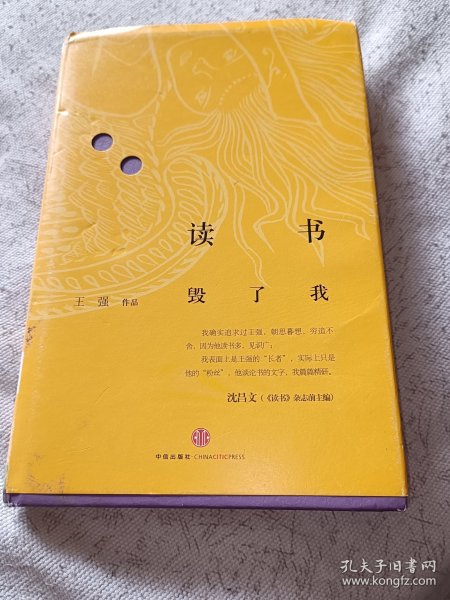 读书
毁了我
王强 作品
我确实追求过王强，朝思暮想，穷追不
舍，因为他读书多，见识广；
我表面上是王强的“长者”，实际上只是
他的“粉丝”，他谈论书的文字，我篇篇精研。
沈昌文（《读书》杂志前主编）
中信出版社·CHINACITICPRESS
孔夫子旧书网
www.kongfz.com